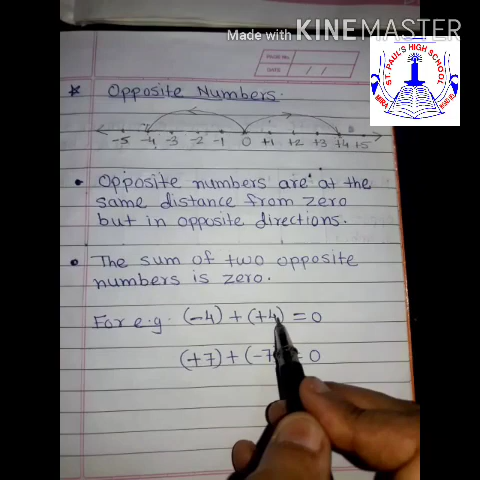 Made with KINEMASTER
ST. PAUL'S HIGH SCHOOL
PAGE No.
DATE / /
* Opposite Numbers.
-5 -4 -3 -2 -1 0 +1 +2 +3 +4 +5
• Opposite numbers are at the
same distance from zero
but in opposite directions.
• The sum of two opposite
numbers is zero.
For e.g. (-4) + (+4) = 0
(+7) + (-7) = 0